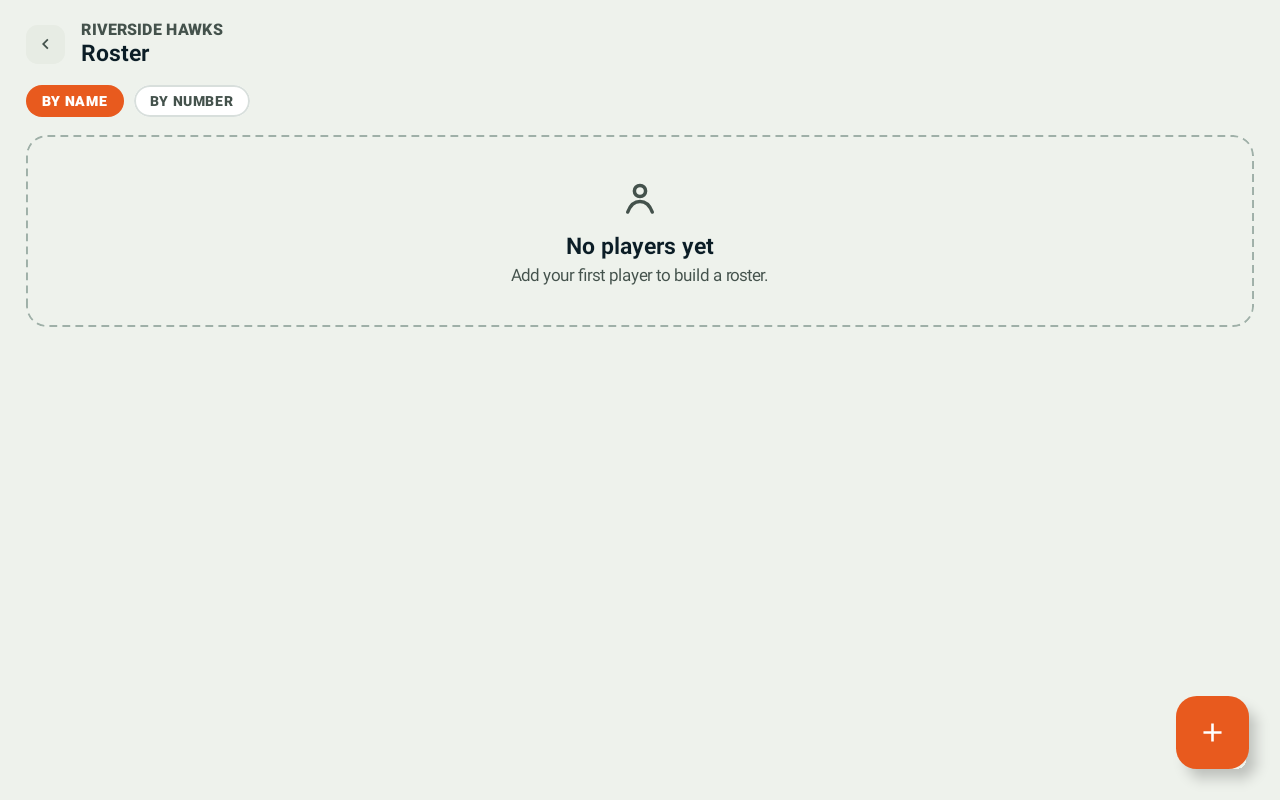 RIVERSIDE HAWKS
Roster
BY NAME
BY NUMBER
No players yet
Add your first player to build a roster.